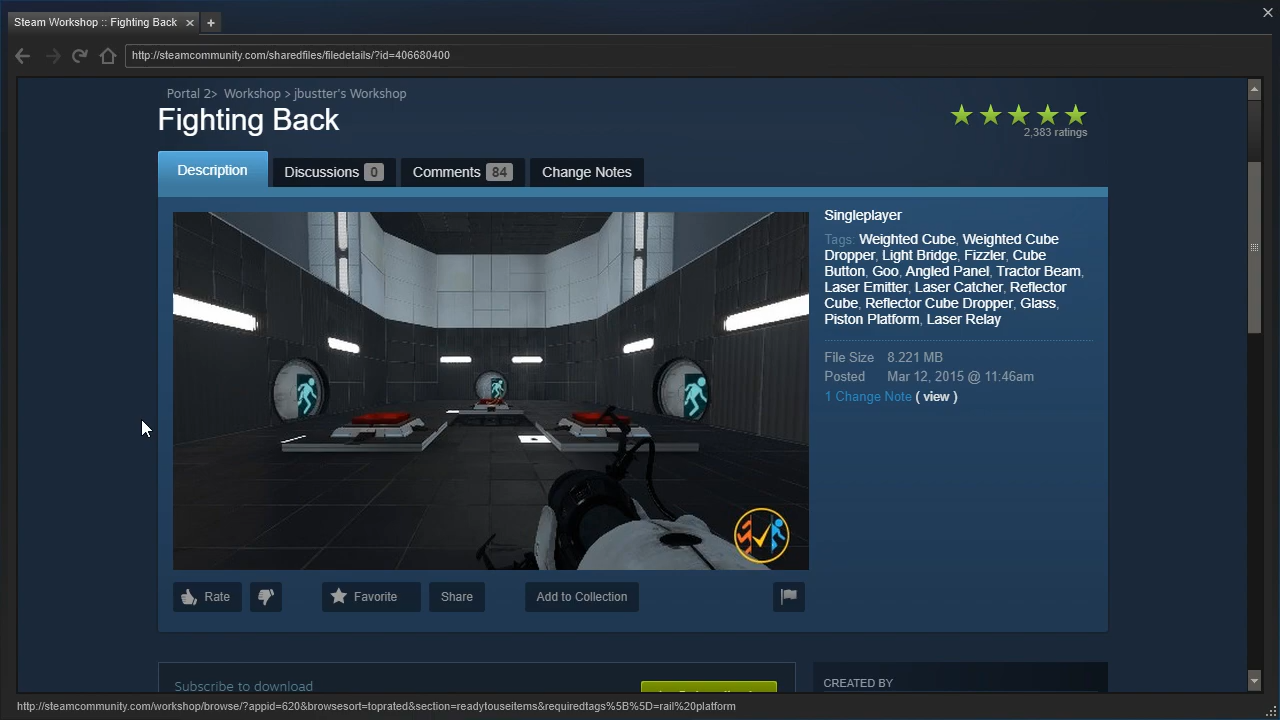 Steam Workshop :: Fighting Back
http://steamcommunity.com/sharedfiles/filedetails/?id=406680400
Portal 2> Workshop > jbustter's Workshop
Fighting Back
2,383 ratings
Description
Discussions 0
Comments 84
Change Notes
Singleplayer
Tags: Weighted Cube, Weighted Cube
Dropper, Light Bridge, Fizzler, Cube
Button, Goo, Angled Panel, Tractor Beam,
Laser Emitter, Laser Catcher, Reflector
Cube, Reflector Cube Dropper, Glass,
Piston Platform, Laser Relay
File Size 8.221 MB
Posted Mar 12, 2015 @ 11:46am
1 Change Note ( view )
Rate
Favorite
Share
Add to Collection
Subscribe to download
CREATED BY
http://steamcommunity.com/workshop/browse/?appid=620&browsesort=toprated&section=readytouseitems&requiredtags%5B%5D=rail%20platform